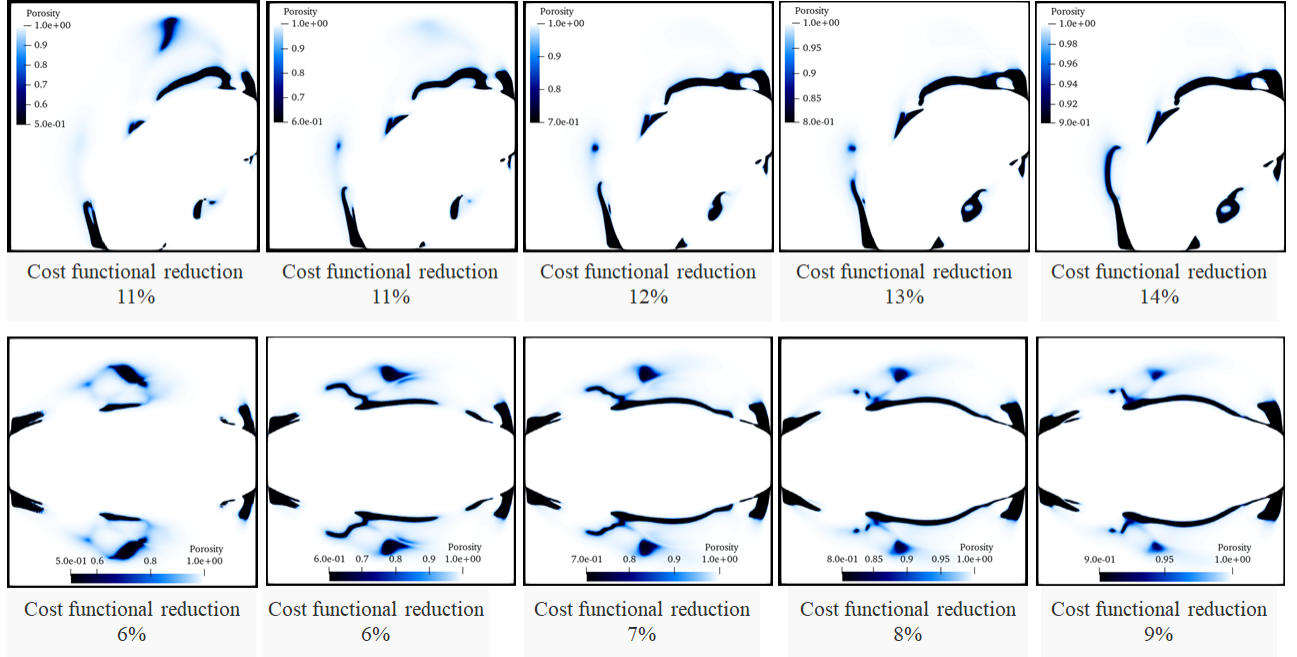 Porosity
1.0e+00
0.9
0.8
0.7
0.6
5.0e-01
Porosity
1.0e+00
0.9
0.8
0.7
6.0e-01
Porosity
1.0e+00
0.9
0.8
7.0e-01
Porosity
1.0e+00
0.95
0.9
0.85
8.0e-01
Porosity
1.0e+00
0.98
0.96
0.94
0.92
9.0e-01
Cost functional reduction
11%
Cost functional reduction
11%
Cost functional reduction
12%
Cost functional reduction
13%
Cost functional reduction
14%
Porosity
5.0e-01 0.6 0.8 1.0e+00
Porosity
6.0e-01 0.7 0.8 0.9 1.0e+00
Porosity
7.0e-01 0.8 0.9 1.0e+00
Porosity
8.0e-01 0.85 0.9 0.95 1.0e+00
Porosity
9.0e-01 0.95 1.0e+00
Cost functional reduction
6%
Cost functional reduction
6%
Cost functional reduction
7%
Cost functional reduction
8%
Cost functional reduction
9%